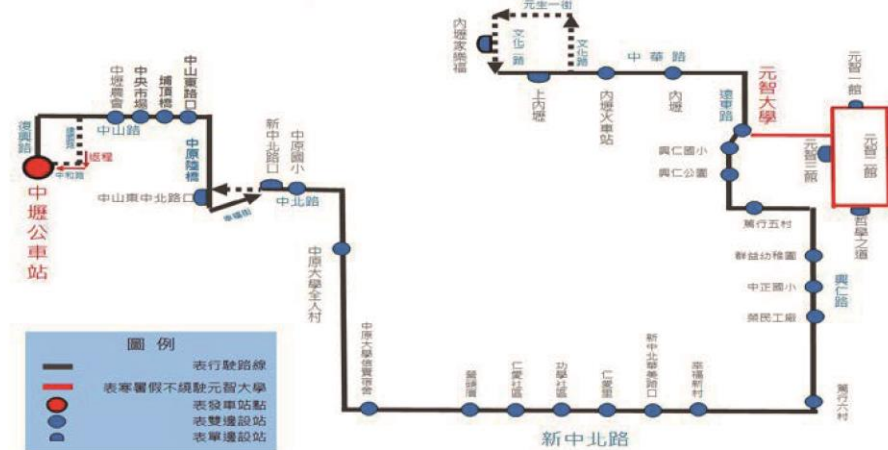 元生一街
內壢家樂福
文化二路
文化路
中華路
上內壢
內壢火車站
內壢
遠東路
元智大學
元智一館
元智三館
元智二館
哲學之道
興仁國小
興仁公園
篤行五村
群益幼稚園
中正國小
榮民工廠
興仁路
篤行六村
復興路
中壢農會
中央市場
埔頂橋
中山東路口
中山路
返程
中和路
中壢公車站
中原陸橋
中山東中北路口
新中北路口
中原國小
中北路
中原大學全人村
中原大學信實宿舍
營頭厝
仁愛社區
功學社區
仁愛里
新中北華美路口
幸福新村
新中北路
圖例
表行駛路線
表寒暑假不繞駛元智大學
表發車站點
表雙邊設站
表單邊設站